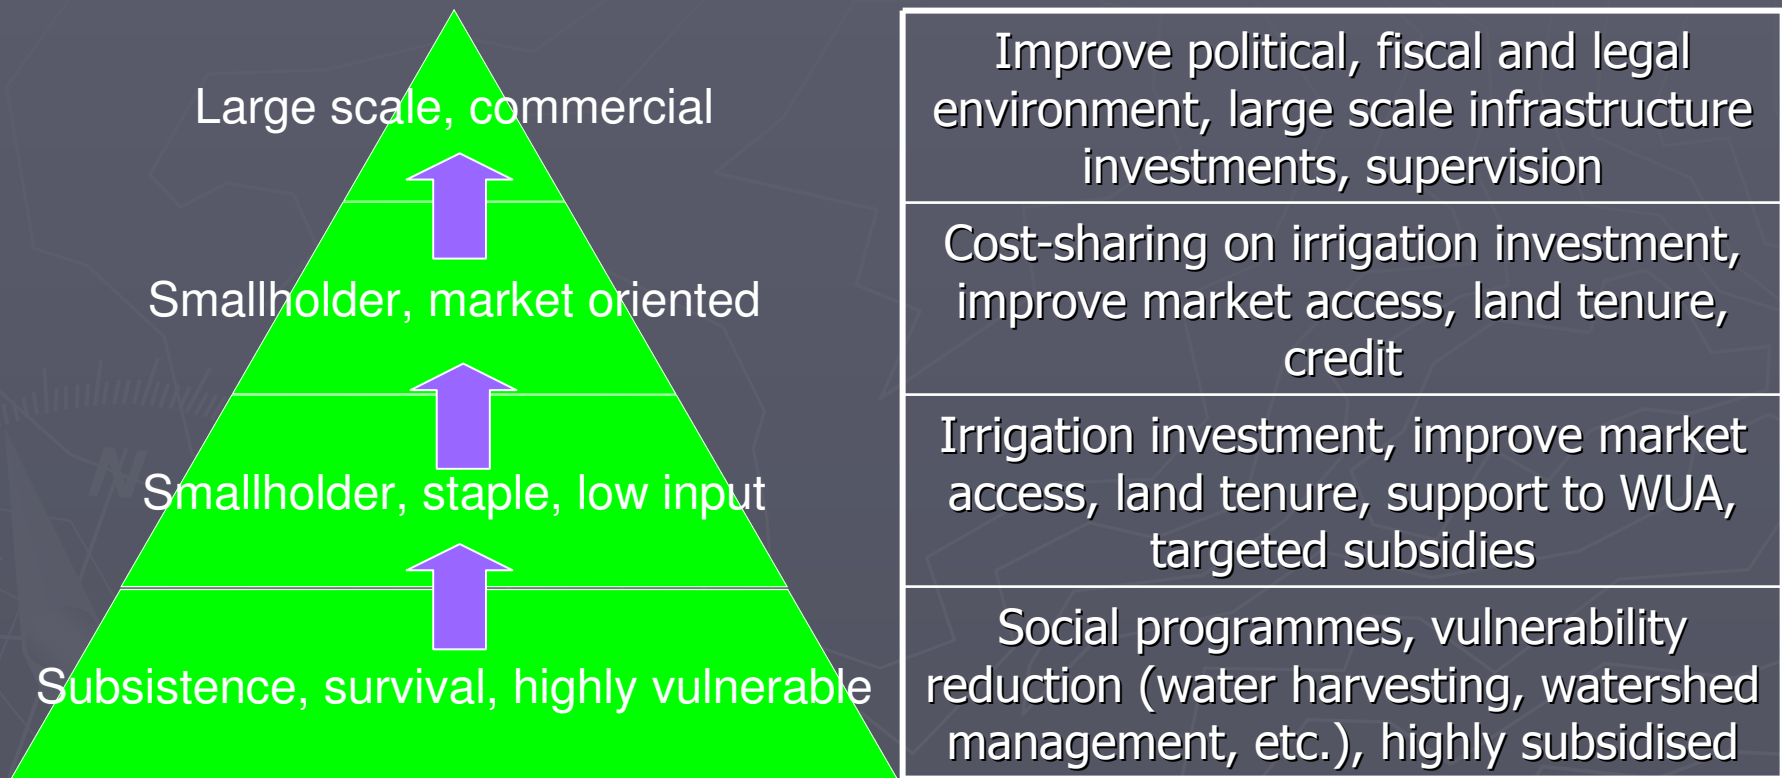 Large scale, commercial
Improve political, fiscal and legal
environment, large scale infrastructure
investments, supervision
Smallholder, market oriented
Cost-sharing on irrigation investment,
improve market access, land tenure,
credit
Smallholder, staple, low input
Irrigation investment, improve market
access, land tenure, support to WUA,
targeted subsidies
Subsistence, survival, highly vulnerable
Social programmes, vulnerability
reduction (water harvesting, watershed
management, etc.), highly subsidised
N